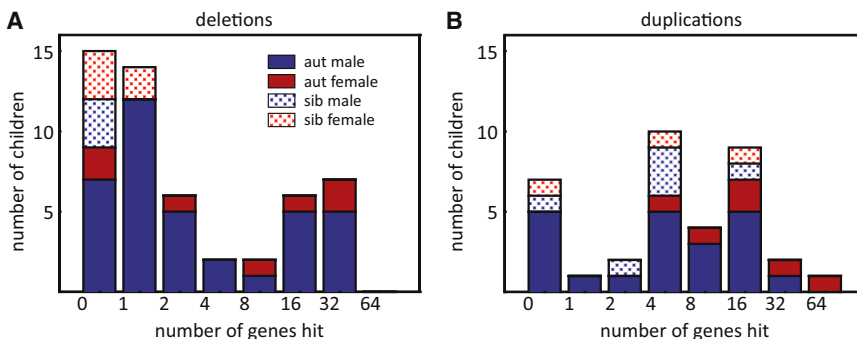 A
deletions
15
10
5
number of children
aut male
aut female
sib male
sib female
0 1 2 4 8 16 32 64
number of genes hit
B
duplications
15
10
5
number of children
0 1 2 4 8 16 32 64
number of genes hit